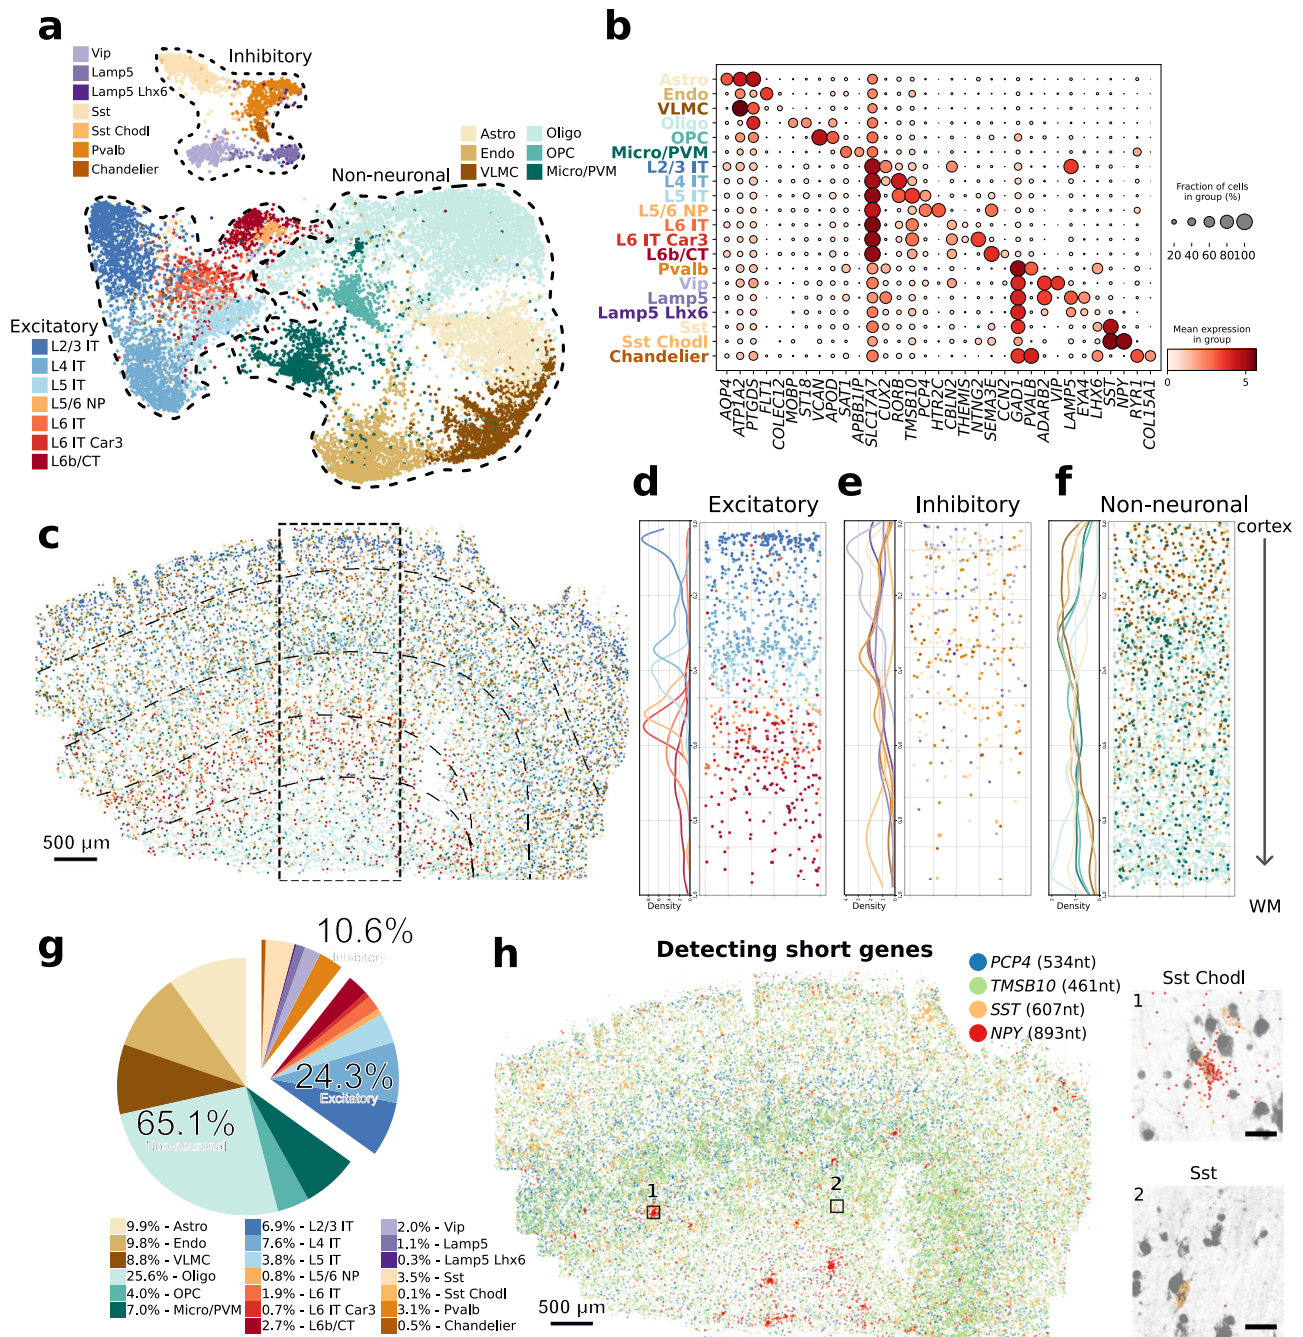 a
Inhibitory
Vip
Lamp5
Lamp5 Lhx6
Sst
Sst Chodl
Pvalb
Chandelier
Astro
Endo
VLMC
Oligo
OPC
Micro/PVM
Non-neuronal
Excitatory
L2/3 IT
L4 IT
L5 IT
L5/6 NP
L6 IT
L6 IT Car3
L6b/CT
b
Astro
Endo
VLMC
Oligo
OPC
Micro/PVM
L2/3 IT
L4 IT
L5 IT
L5/6 NP
L6 IT
L6 IT Car3
L6b/CT
Pvalb
Vip
Lamp5
Lamp5 Lhx6
Sst
Sst Chodl
Chandelier
AQP4
ATP1A2
PTGDS
FLT1
COLEC12
MOBP
ST18
VCAN
APOD
SAT1
APBB1IP
SLC17A7
CUX2
RORB
TMSB10
PCP4
HTR2C
CBLN2
THEMIS
NTNG2
SEMA3E
CCN2
GAD1
PVALB
ADARB2
VIP
LAMP5
EYA4
LHX6
SST
NPY
RYR1
COL15A1
Fraction of cells
in group (%)
20 40 60 80 100
Mean expression
in group
0 5
c
500 µm
d
Excitatory
Density
e
Inhibitory
Density
f
Non-neuronal
Density
cortex
WM
g
10.6%
Inhibitory
24.3%
Excitatory
65.1%
Non-neuronal
9.9% - Astro
9.8% - Endo
8.8% - VLMC
25.6% - Oligo
4.0% - OPC
7.0% - Micro/PVM
6.9% - L2/3 IT
7.6% - L4 IT
3.8% - L5 IT
0.8% - L5/6 NP
1.9% - L6 IT
0.7% - L6 IT Car3
2.7% - L6b/CT
2.0% - Vip
1.1% - Lamp5
0.3% - Lamp5 Lhx6
3.5% - Sst
0.1% - Sst Chodl
3.1% - Pvalb
0.5% - Chandelier
h
Detecting short genes
PCP4 (534nt)
TMSB10 (461nt)
SST (607nt)
NPY (893nt)
1
2
500 µm
Sst Chodl
1
Sst
2